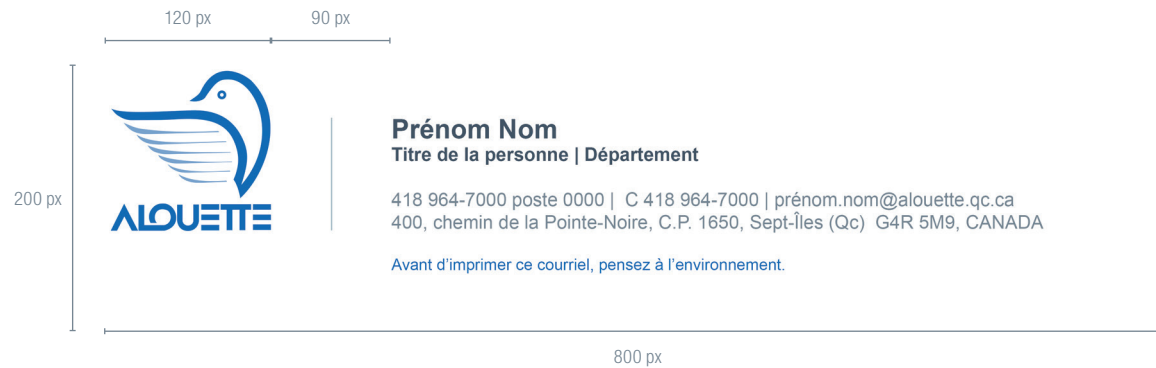 120 px
90 px
200 px
ALOUETTE
Prénom Nom
Titre de la personne | Département
418 964-7000 poste 0000 | C 418 964-7000 | prénom.nom@alouette.qc.ca
400, chemin de la Pointe-Noire, C.P. 1650, Sept-Îles (Qc) G4R 5M9, CANADA
Avant d’imprimer ce courriel, pensez à l’environnement.
800 px